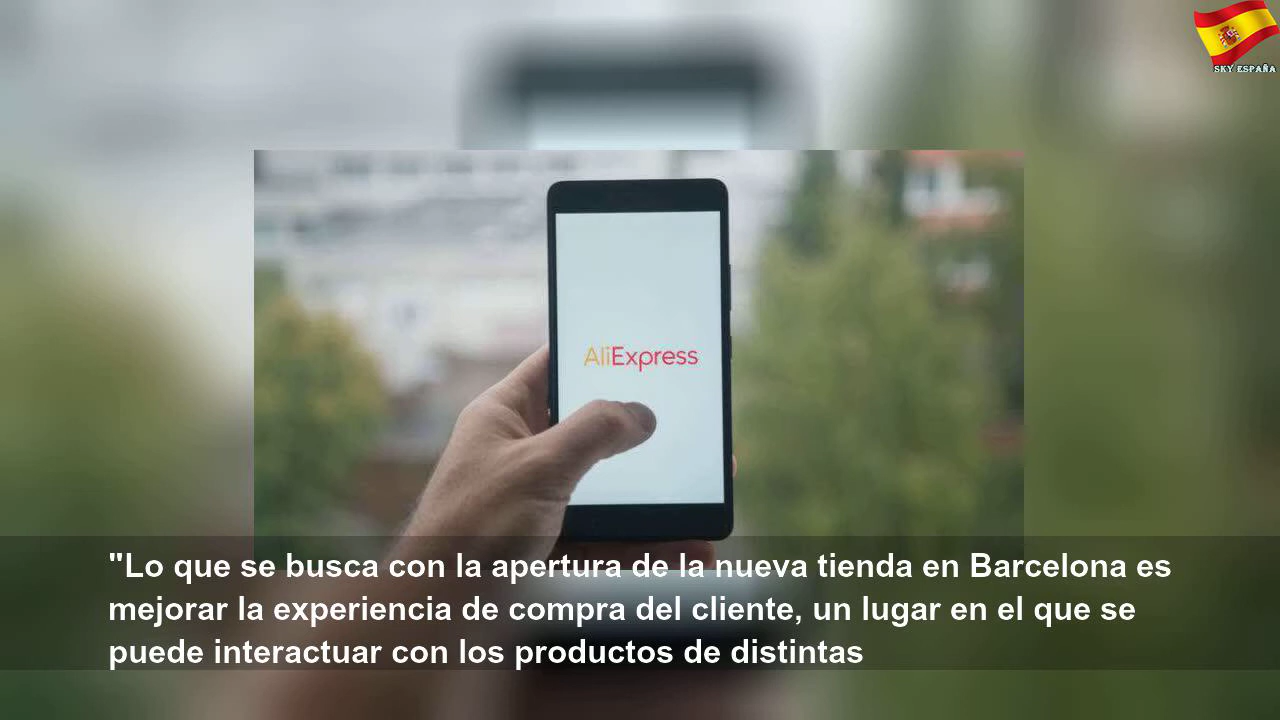 SKY ESPAÑA
AliExpress
"Lo que se busca con la apertura de la nueva tienda en Barcelona es
mejorar la experiencia de compra del cliente, un lugar en el que se
puede interactuar con los productos de distintas